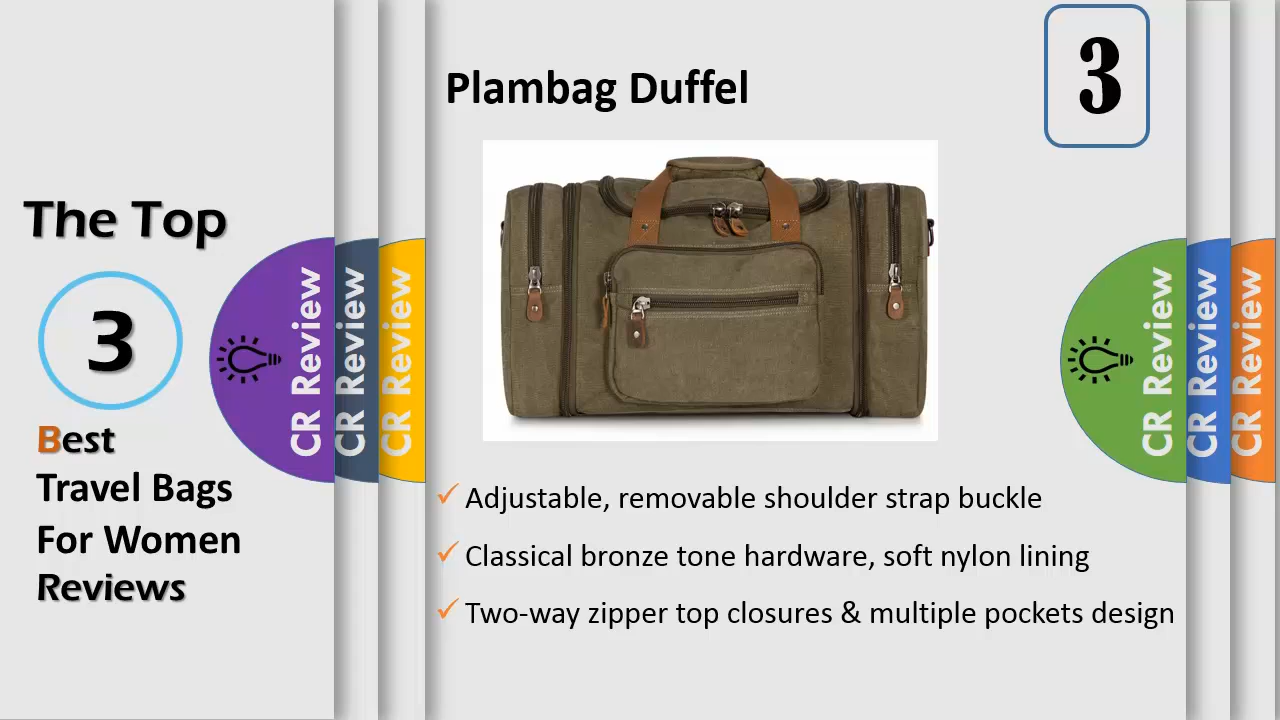 The Top
3
Best
Travel Bags
For Women
Reviews
CR Review
CR Review
CR Review
Plambag Duffel
3
Adjustable, removable shoulder strap buckle
Classical bronze tone hardware, soft nylon lining
Two-way zipper top closures & multiple pockets design
CR Review
CR Review
CR Review